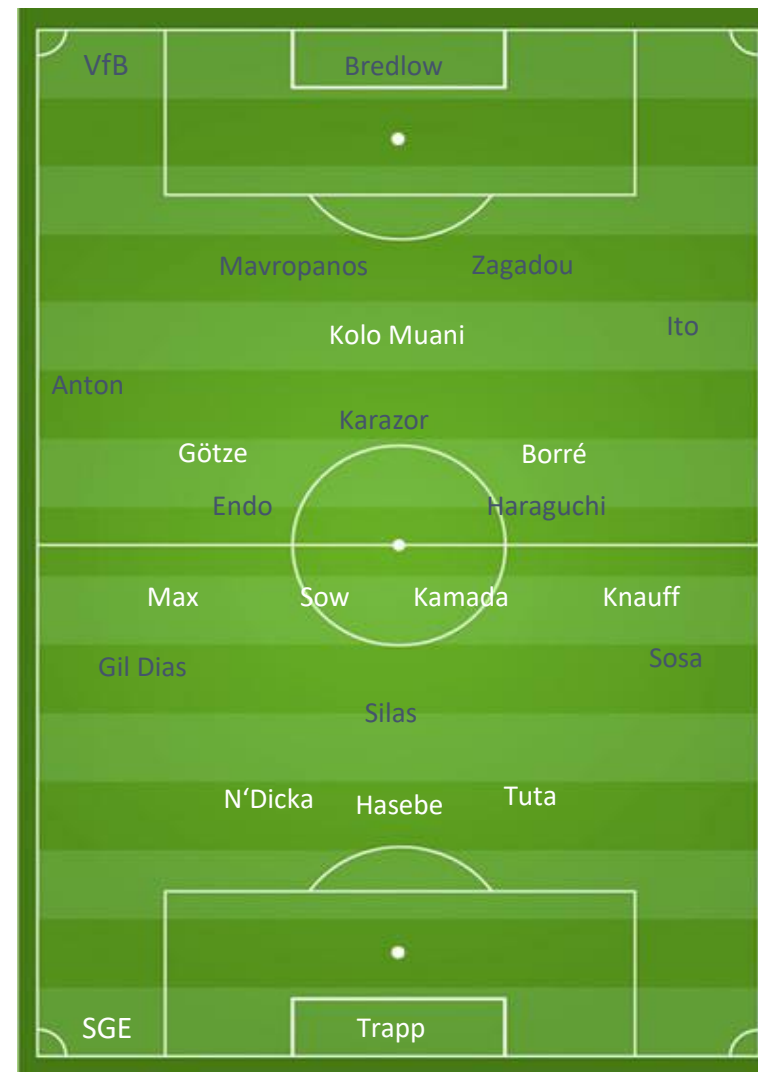 VfB Bredlow
Mavropanos Zagadou
Ito
Kolo Muani
Anton
Karazor
Götze Borré
Endo Haraguchi
Max Sow Kamada Knauff
Gil Dias Sosa
Silas
N‘Dicka Hasebe Tuta
SGE Trapp